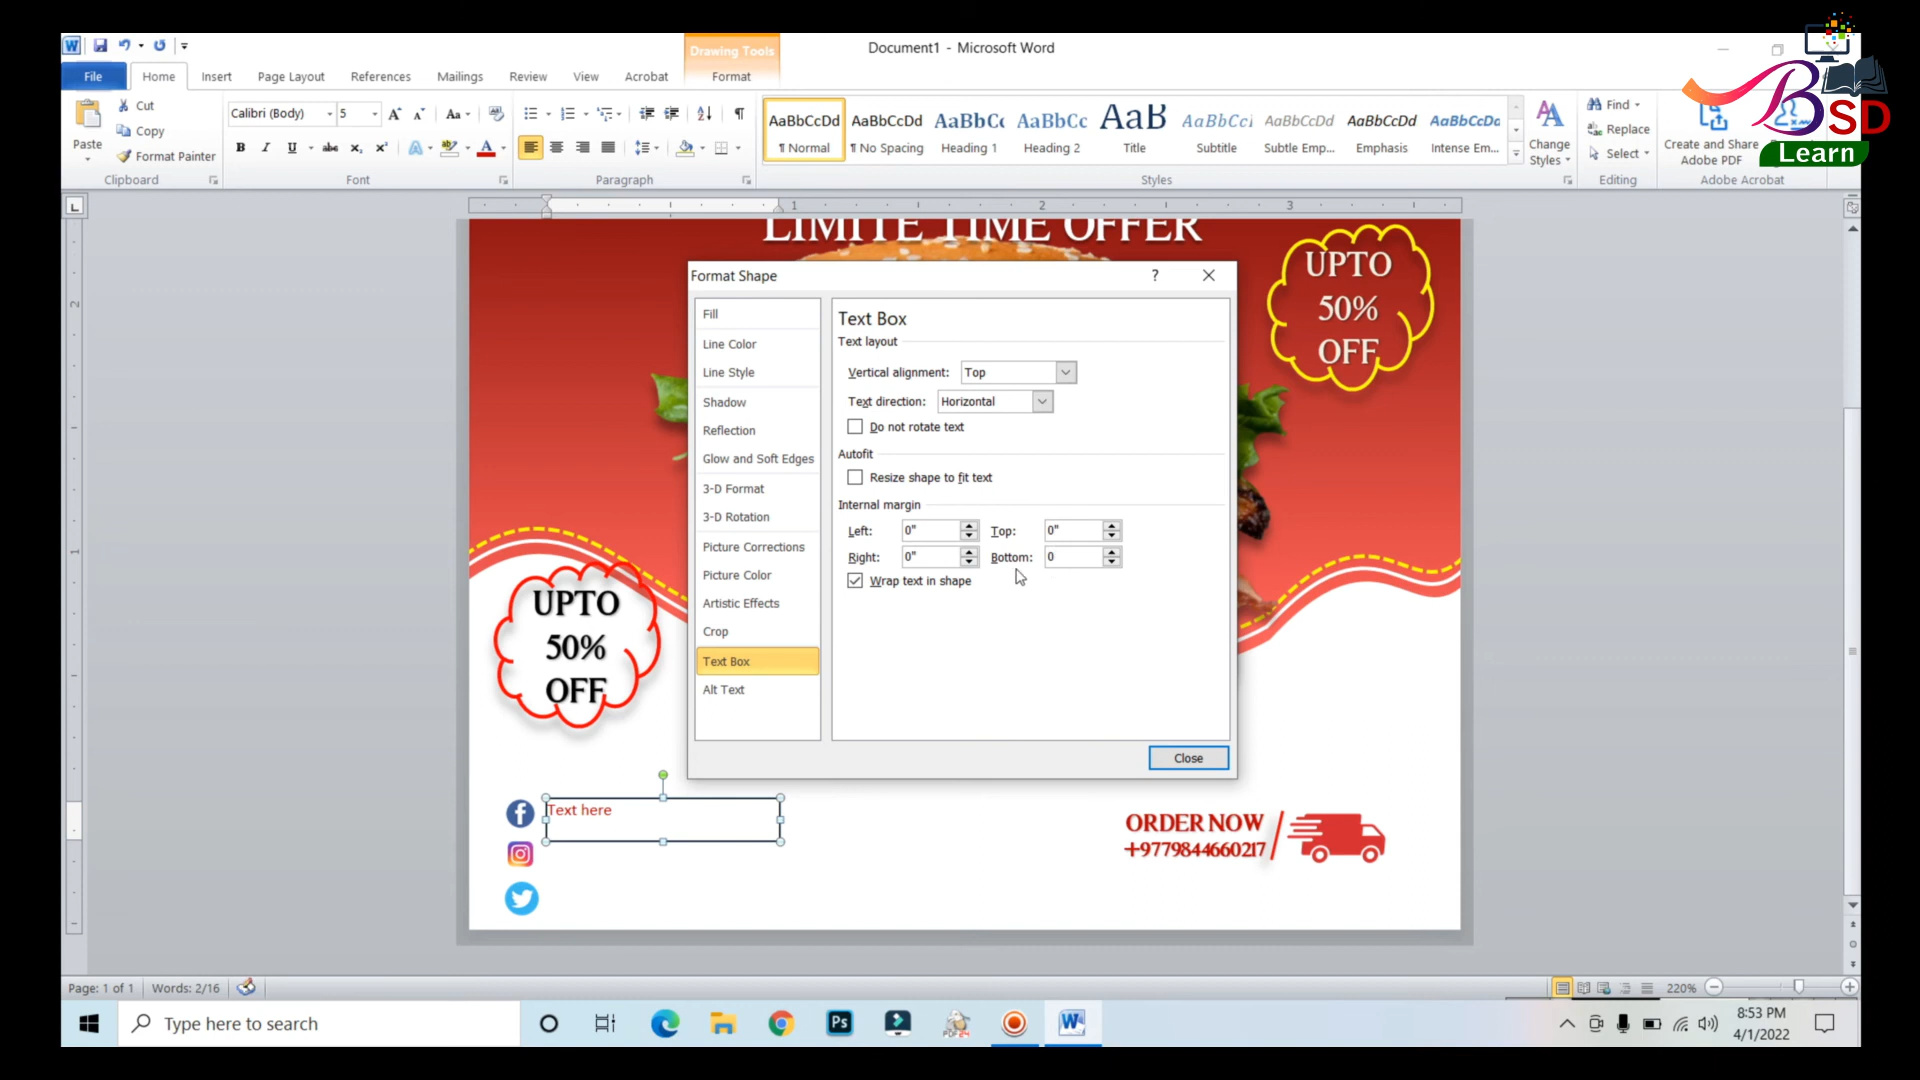 Document1 - Microsoft Word
Drawing Tools
File Home Insert Page Layout References Mailings Review View Acrobat Format
Cut
Copy
Format Painter
Paste
Clipboard
Calibri (Body) 5
Font
Paragraph
AaBbCcDd AaBbCcDd AaBbCc AaBbCc AaB AaBbCcI AaBbCcDd AaBbCcDd AaBbCcDc
¶ Normal ¶ No Spacing Heading 1 Heading 2 Title Subtitle Subtle Emp... Emphasis Intense Em...
Change
Styles
Styles
Find
Replace
Select
Editing
Create and Share
Adobe PDF
Adobe Acrobat
BSD
Learn
1 2 3
LIMITE TIME OFFER
UPTO
50%
OFF
Format Shape
Fill
Line Color
Line Style
Shadow
Reflection
Glow and Soft Edges
3-D Format
3-D Rotation
Picture Corrections
Picture Color
Artistic Effects
Crop
Text Box
Alt Text
Text Box
Text layout
Vertical alignment: Top
Text direction: Horizontal
Do not rotate text
Autofit
Resize shape to fit text
Internal margin
Left: 0" Top: 0"
Right: 0" Bottom: 0
Wrap text in shape
Close
UPTO
50%
OFF
Text here
ORDER NOW
+9779844660217
Page: 1 of 1 Words: 2/16
220%
Type here to search
8:53 PM
4/1/2022